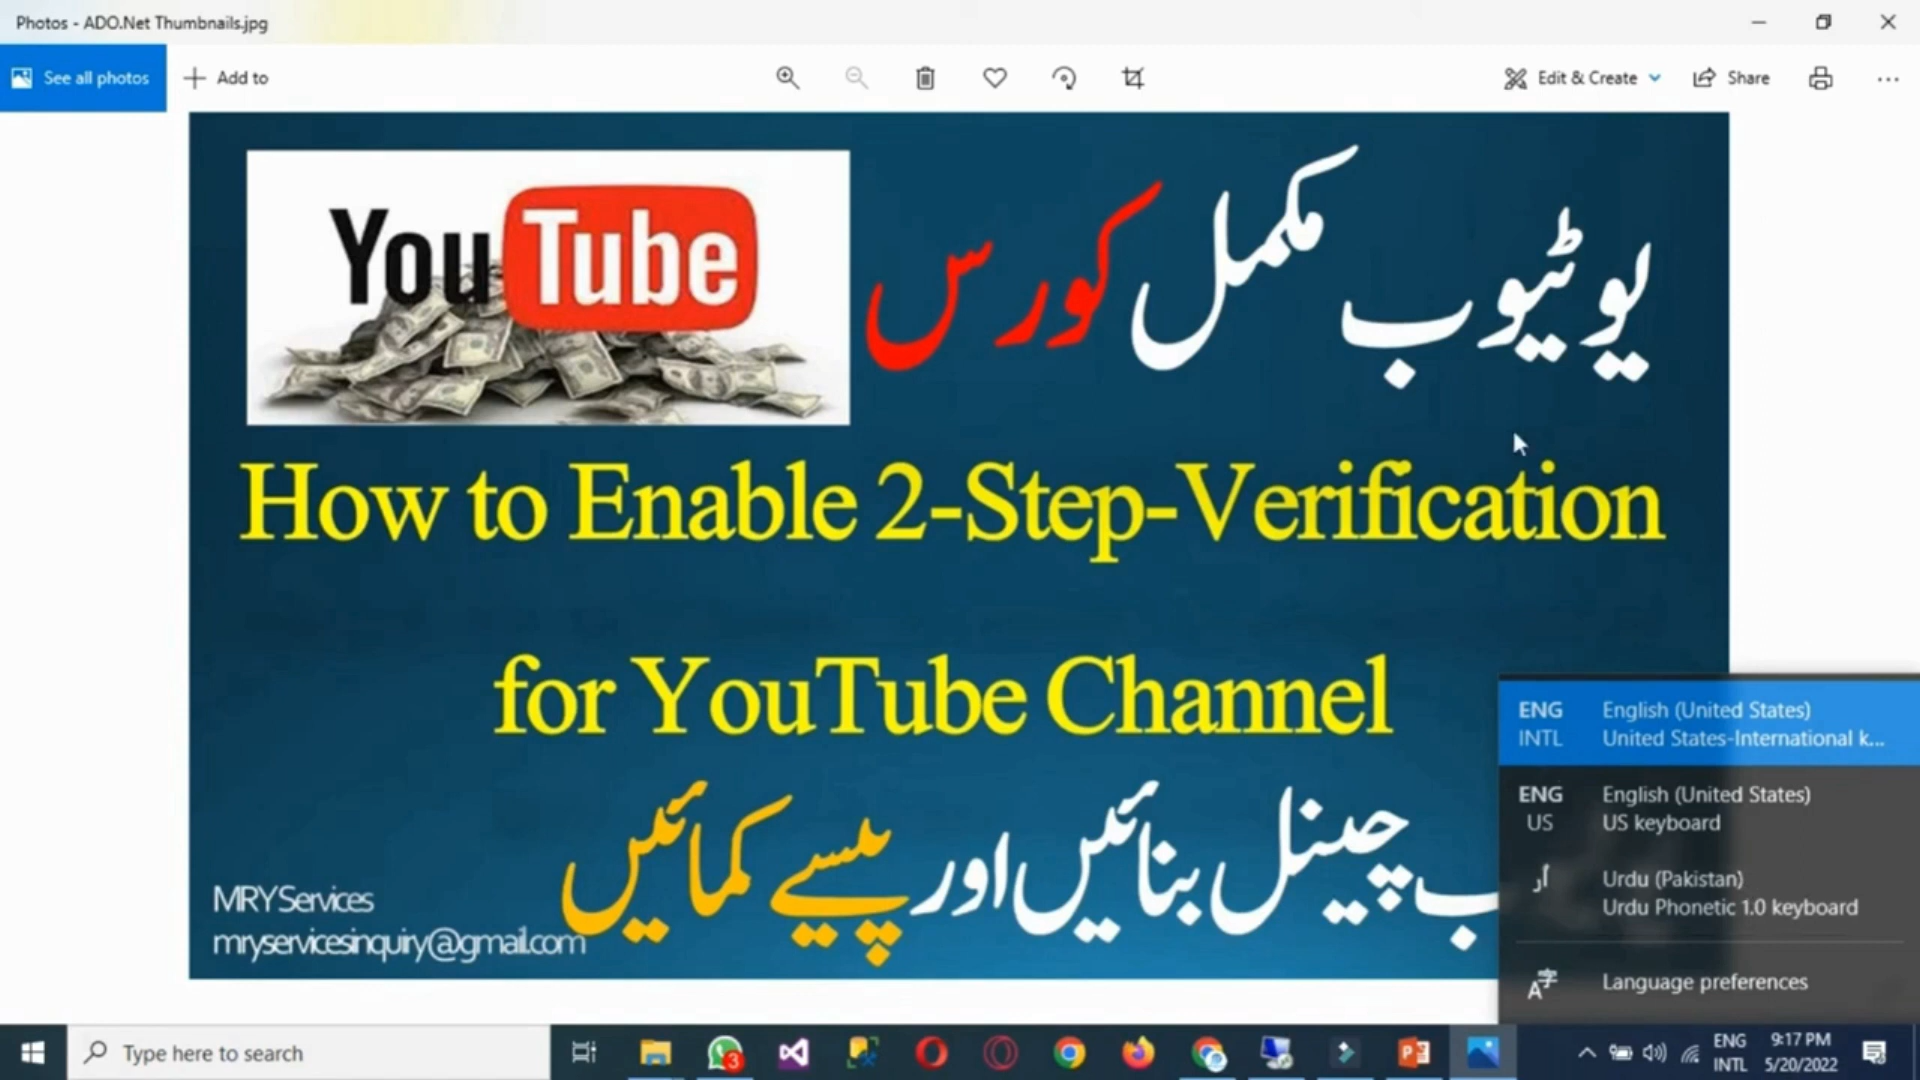 Photos - ADO.Net Thumbnails.jpg
See all photos
Add to
Edit & Create
Share
YouTube
یوٹیوب مکمل کورس
How to Enable 2-Step-Verification
for YouTube Channel
ب چینل بنائیں اور پیسے کمائیں
MRY Services
mryservicesinquiry@gmail.com
ENG English (United States)
INTL United States-International k...
ENG English (United States)
US US keyboard
اُر Urdu (Pakistan)
Urdu Phonetic 1.0 keyboard
Language preferences
Type here to search
3
ENG
INTL
9:17 PM
5/20/2022